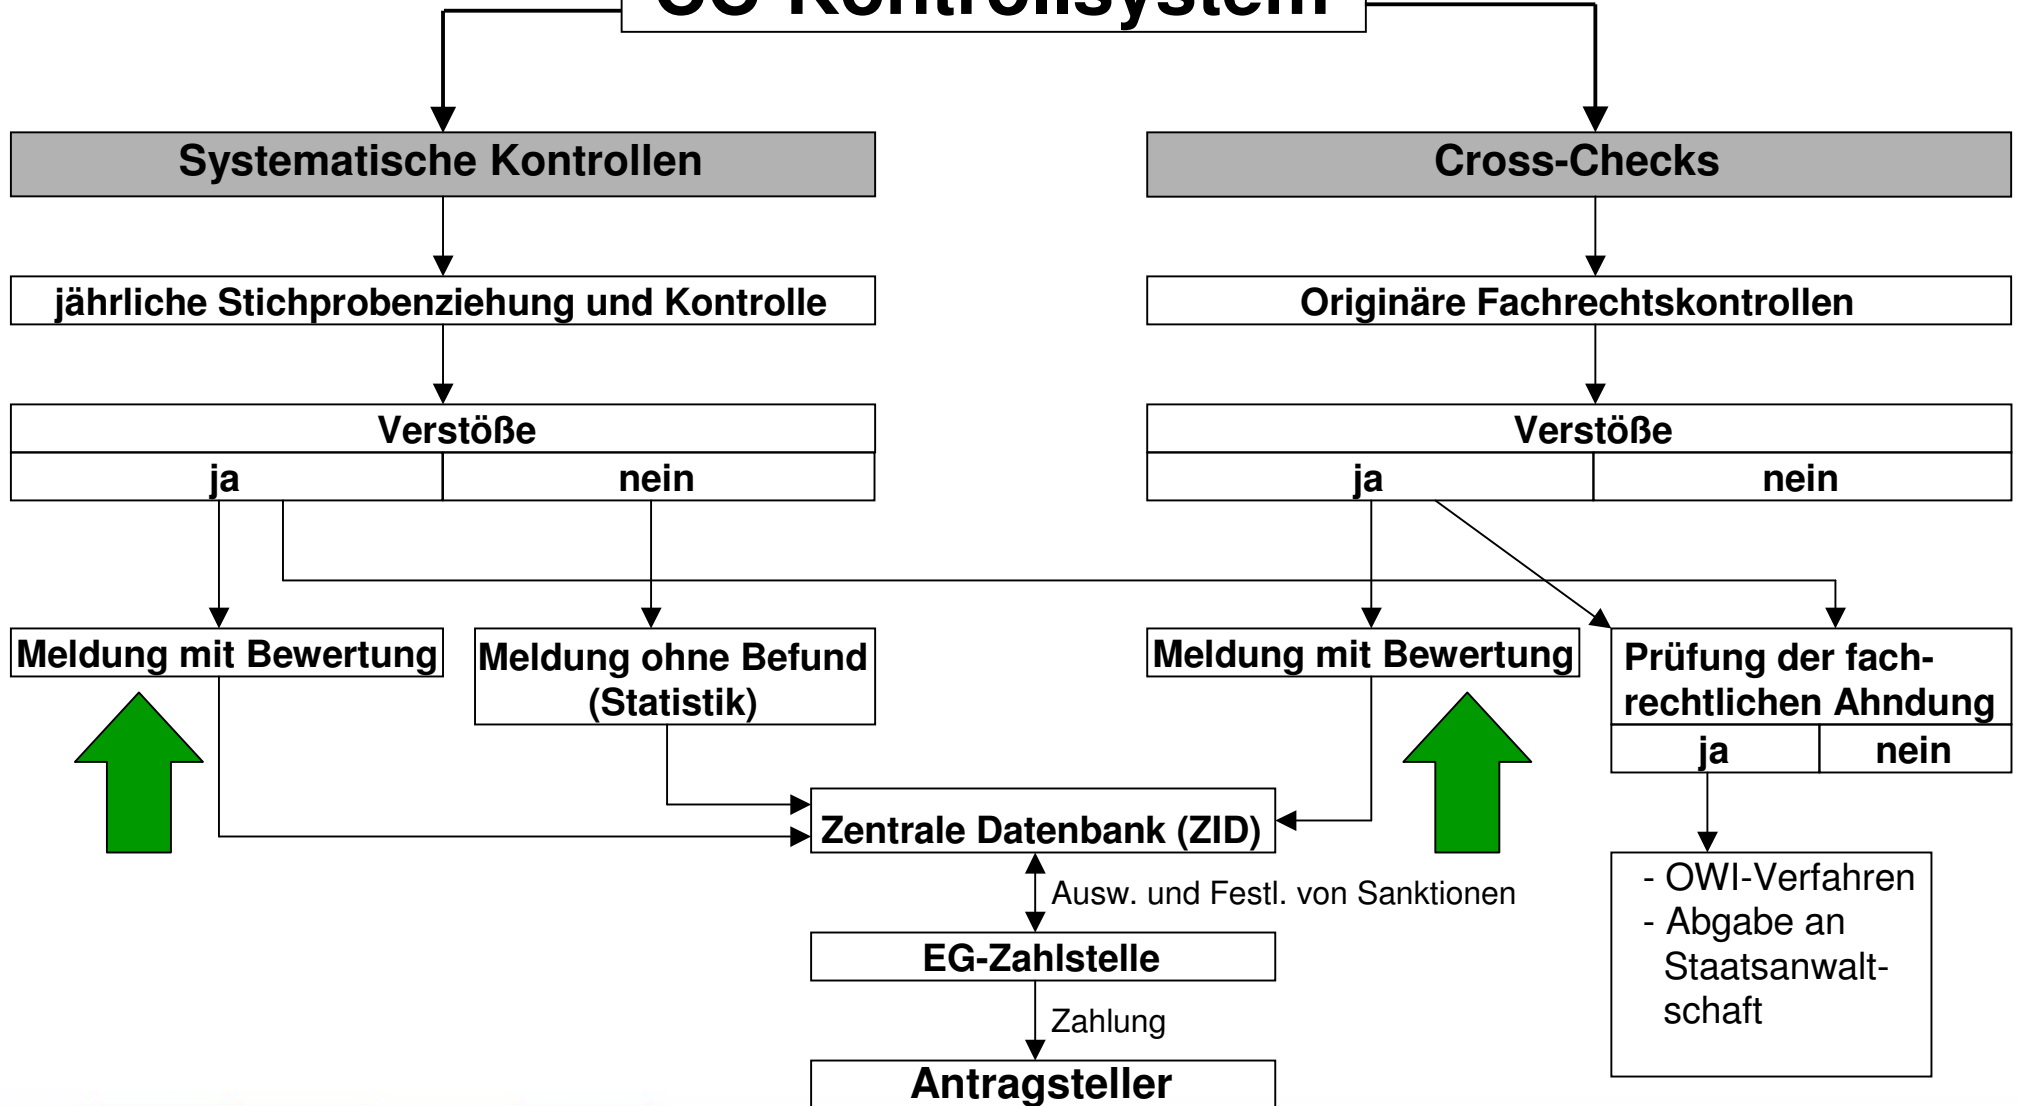 CC-Kontrollsystem
Systematische Kontrollen
Cross-Checks
jährliche Stichprobenziehung und Kontrolle
Originäre Fachrechtskontrollen
Verstöße
ja
nein
Verstöße
ja
nein
Meldung mit Bewertung
Meldung ohne Befund
(Statistik)
Meldung mit Bewertung
Prüfung der fach-
rechtlichen Ahndung
ja
nein
Zentrale Datenbank (ZID)
Ausw. und Festl. von Sanktionen
- OWI-Verfahren
- Abgabe an
Staatsanwalt-
schaft
EG-Zahlstelle
Zahlung
Antragsteller